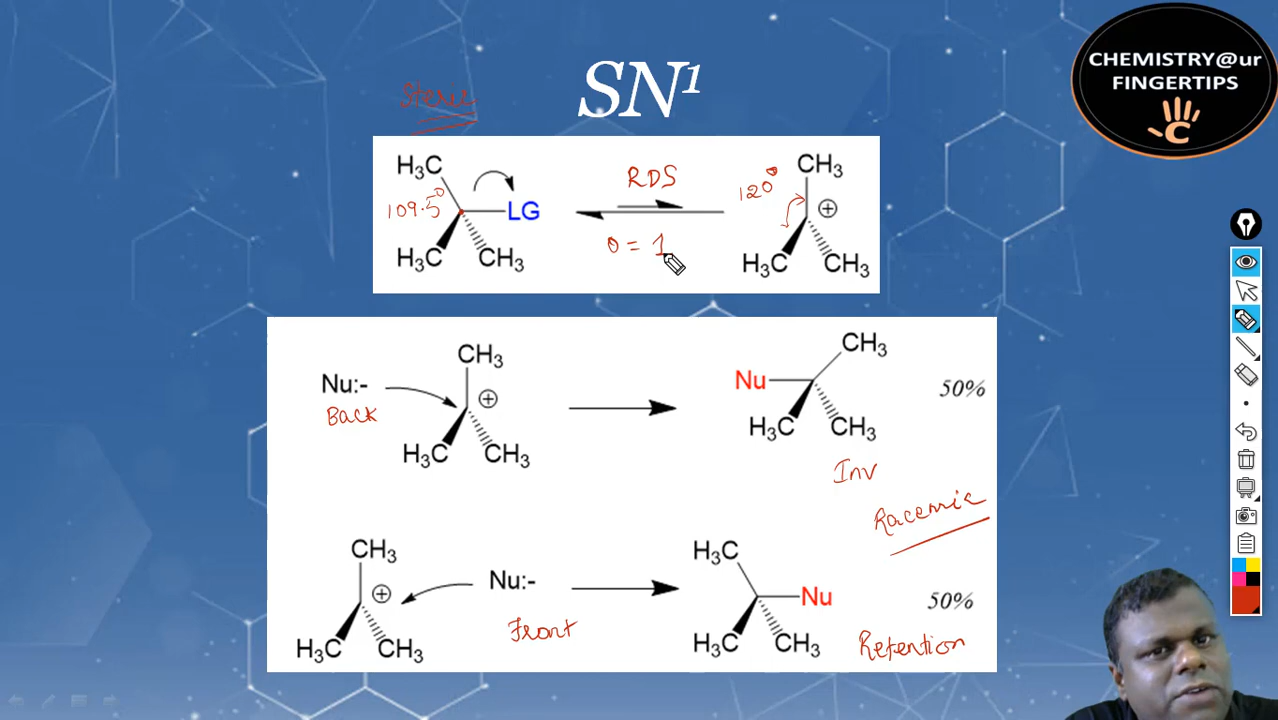 CHEMISTRY@ur
FINGERTIPS
C
SN¹
Steric
H₃C
109.5°
LG
H₃C
CH₃
RDS
0 = 1
120°
CH₃
⊕
H₃C
CH₃
Nu:-
Back
CH₃
⊕
H₃C
CH₃
Nu
CH₃
H₃C
CH₃
50%
Inv
Racemic
CH₃
⊕
H₃C
CH₃
Nu:-
Front
H₃C
Nu
H₃C
CH₃
50%
Retention